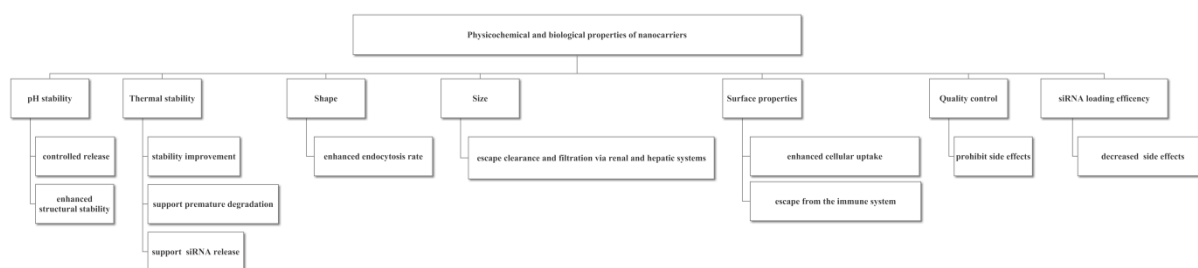 Physicochemical and biological properties of nanocarriers
pH stability
controlled release
enhanced
structural stability
Thermal stability
stability improvement
support premature degradation
support siRNA release
Shape
enhanced endocytosis rate
Size
escape clearance and filtration via renal and hepatic systems
Surface properties
enhanced cellular uptake
escape from the immune system
Quality control
prohibit side effects
siRNA loading efficency
decreased side effects